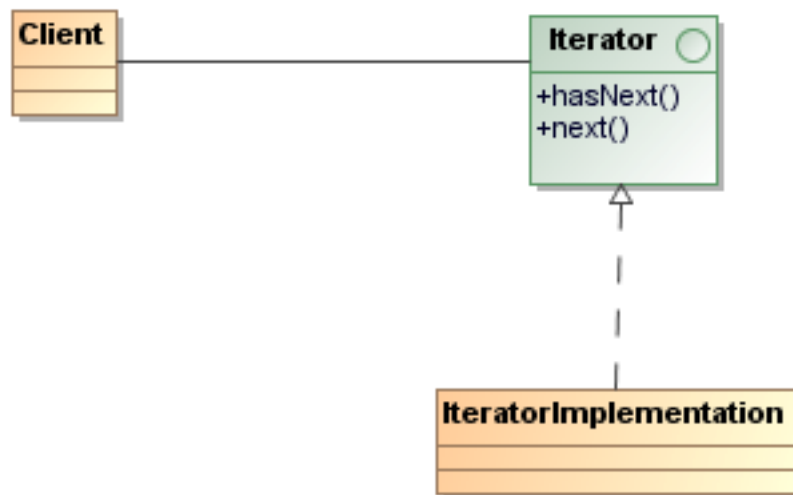 Client
Iterator
+hasNext()
+next()
IteratorImplementation